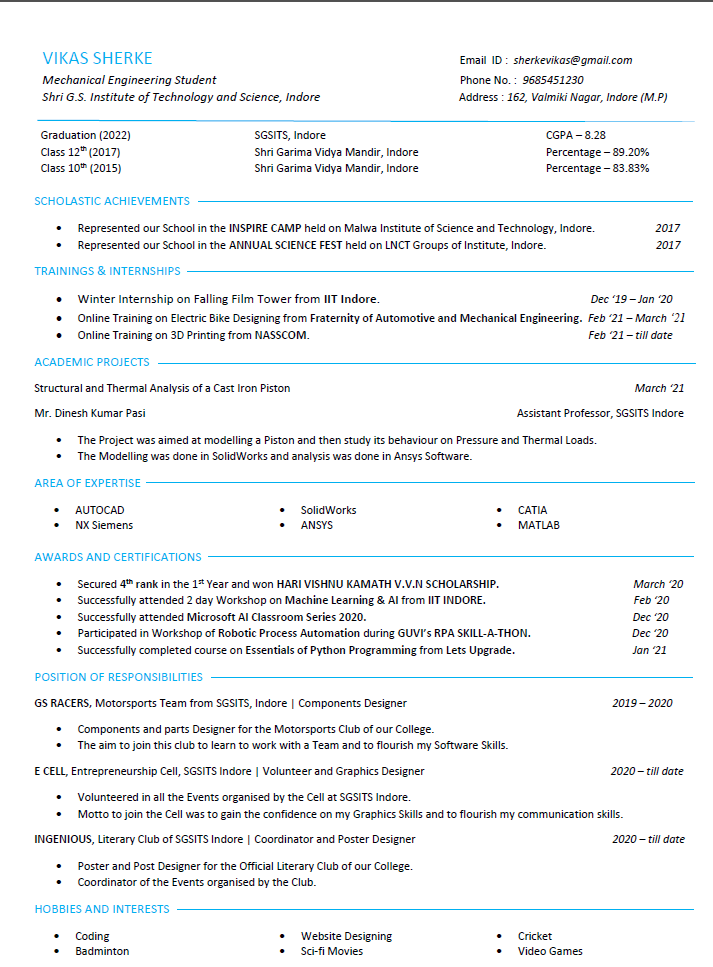 VIKAS SHERKE
Email ID : sherkevikas@gmail.com
Mechanical Engineering Student
Phone No. : 9685451230
Shri G.S. Institute of Technology and Science, Indore
Address : 162, Valmiki Nagar, Indore (M.P)
Graduation (2022) SGSITS, Indore CGPA – 8.28
Class 12th (2017) Shri Garima Vidya Mandir, Indore Percentage – 89.20%
Class 10th (2015) Shri Garima Vidya Mandir, Indore Percentage – 83.83%
SCHOLASTIC ACHIEVEMENTS
• Represented our School in the INSPIRE CAMP held on Malwa Institute of Science and Technology, Indore. 2017
• Represented our School in the ANNUAL SCIENCE FEST held on LNCT Groups of Institute, Indore. 2017
TRAININGS & INTERNSHIPS
• Winter Internship on Falling Film Tower from IIT Indore. Dec ‘19 – Jan ‘20
• Online Training on Electric Bike Designing from Fraternity of Automotive and Mechanical Engineering. Feb ‘21 – March ‘21
• Online Training on 3D Printing from NASSCOM. Feb ‘21 – till date
ACADEMIC PROJECTS
Structural and Thermal Analysis of a Cast Iron Piston March ‘21
Mr. Dinesh Kumar Pasi Assistant Professor, SGSITS Indore
• The Project was aimed at modelling a Piston and then study its behaviour on Pressure and Thermal Loads.
• The Modelling was done in SolidWorks and analysis was done in Ansys Software.
AREA OF EXPERTISE
• AUTOCAD • SolidWorks • CATIA
• NX Siemens • ANSYS • MATLAB
AWARDS AND CERTIFICATIONS
• Secured 4th rank in the 1st Year and won HARI VISHNU KAMATH V.V.N SCHOLARSHIP. March ‘20
• Successfully attended 2 day Workshop on Machine Learning & AI from IIT INDORE. Feb ‘20
• Successfully attended Microsoft AI Classroom Series 2020. Dec ‘20
• Participated in Workshop of Robotic Process Automation during GUVI’s RPA SKILL-A-THON. Dec ‘20
• Successfully completed course on Essentials of Python Programming from Lets Upgrade. Jan ‘21
POSITION OF RESPONSIBILITIES
GS RACERS, Motorsports Team from SGSITS, Indore | Components Designer 2019 – 2020
• Components and parts Designer for the Motorsports Club of our College.
• The aim to join this club to learn to work with a Team and to flourish my Software Skills.
E CELL, Entrepreneurship Cell, SGSITS Indore | Volunteer and Graphics Designer 2020 – till date
• Volunteered in all the Events organised by the Cell at SGSITS Indore.
• Motto to join the Cell was to gain the confidence on my Graphics Skills and to flourish my communication skills.
INGENIOUS, Literary Club of SGSITS Indore | Coordinator and Poster Designer 2020 – till date
• Poster and Post Designer for the Official Literary Club of our College.
• Coordinator of the Events organised by the Club.
HOBBIES AND INTERESTS
• Coding • Website Designing • Cricket
• Badminton • Sci-fi Movies • Video Games